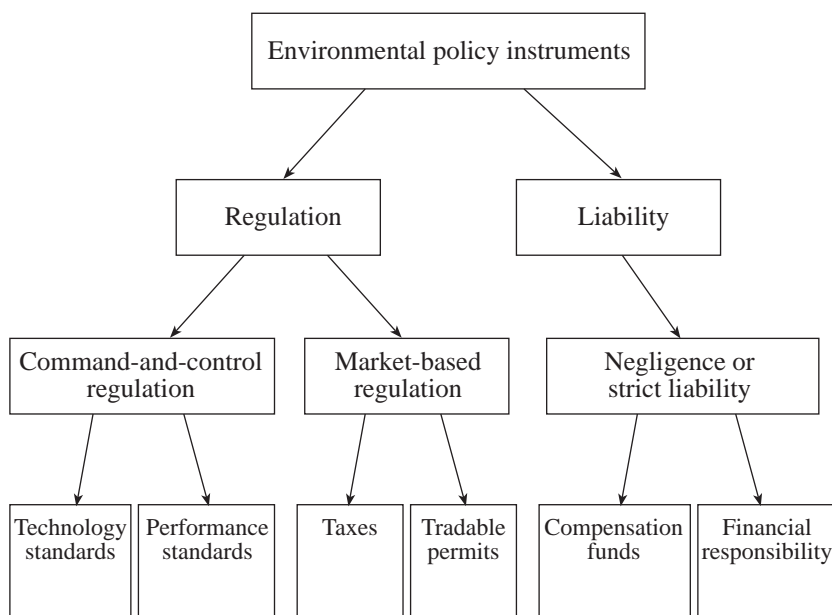 Environmental policy instruments
Regulation
Liability
Command-and-control
regulation
Market-based
regulation
Negligence or
strict liability
Technology
standards
Performance
standards
Taxes
Tradable
permits
Compensation
funds
Financial
responsibility